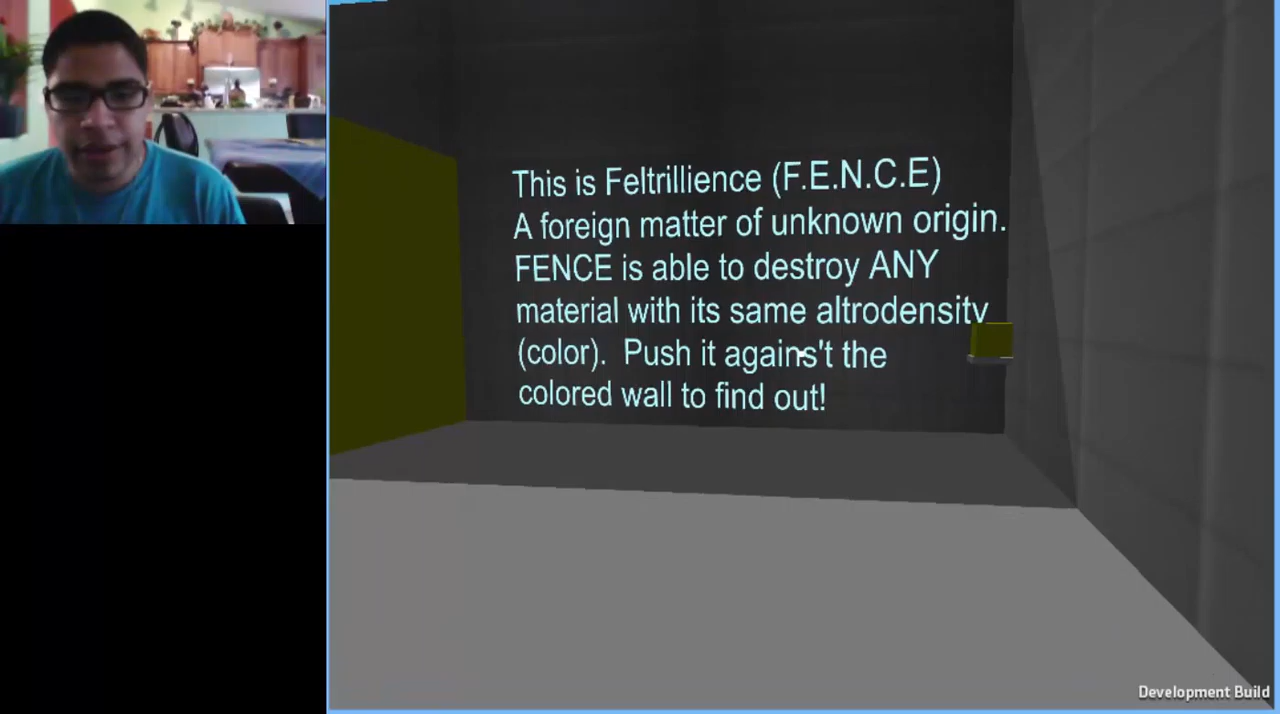 This is Feltrillience (F.E.N.C.E)
A foreign matter of unknown origin.
FENCE is able to destroy ANY
material with its same altrodensity
(color).  Push it agains't the
colored wall to find out!
Development Build